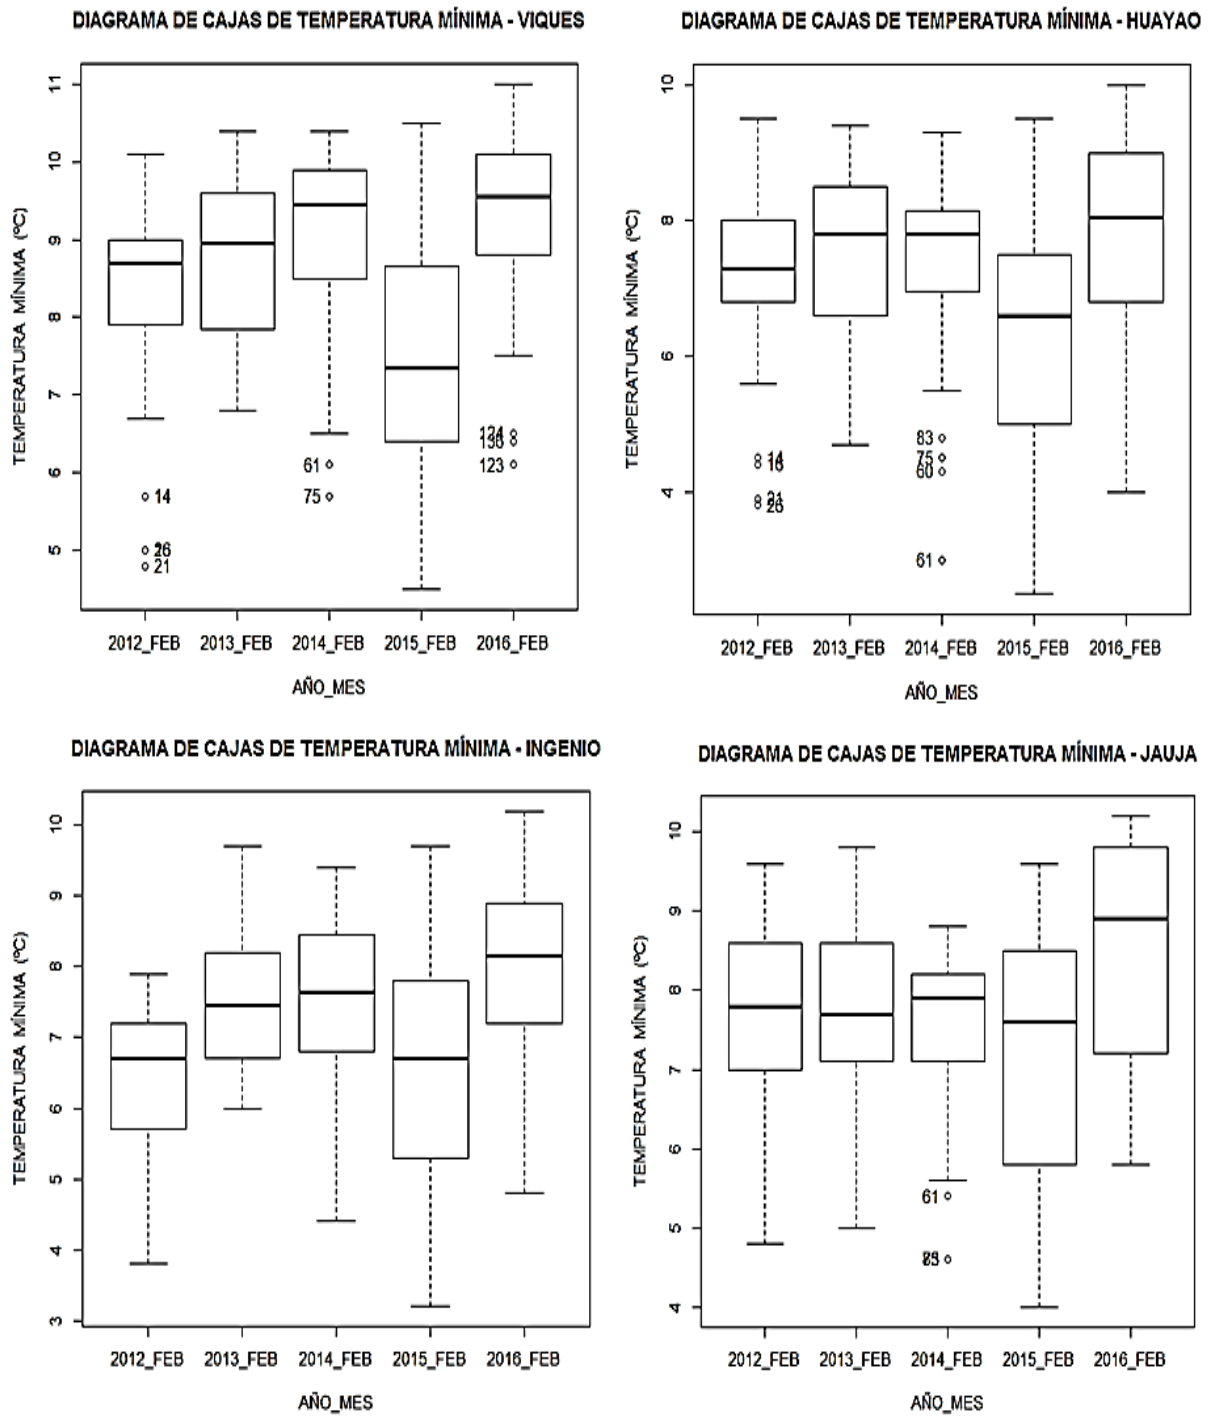 DIAGRAMA DE CAJAS DE TEMPERATURA MÍNIMA - VIQUES
TEMPERATURA MÍNIMA (ºC)
11
10
9
8
7
6
5
14
26
21
61
75
123
2012_FEB 2013_FEB 2014_FEB 2015_FEB 2016_FEB
AÑO_MES
DIAGRAMA DE CAJAS DE TEMPERATURA MÍNIMA - HUAYAO
TEMPERATURA MÍNIMA (ºC)
10
8
6
4
14
21
26
83
75
60
61
2012_FEB 2013_FEB 2014_FEB 2015_FEB 2016_FEB
AÑO_MES
DIAGRAMA DE CAJAS DE TEMPERATURA MÍNIMA - INGENIO
TEMPERATURA MÍNIMA (ºC)
10
9
8
7
6
5
4
3
2012_FEB 2013_FEB 2014_FEB 2015_FEB 2016_FEB
AÑO_MES
DIAGRAMA DE CAJAS DE TEMPERATURA MÍNIMA - JAUJA
TEMPERATURA MÍNIMA (ºC)
10
9
8
7
6
5
4
61
2012_FEB 2013_FEB 2014_FEB 2015_FEB 2016_FEB
AÑO_MES